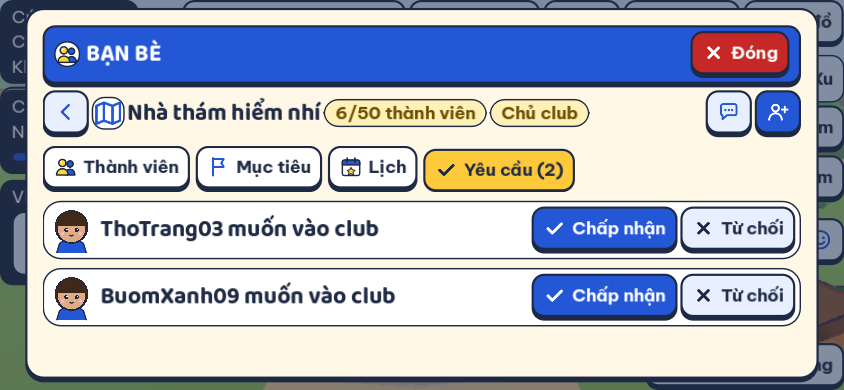 BẠN BÈ
Đóng
Nhà thám hiểm nhí 6/50 thành viên Chủ club
Thành viên Mục tiêu Lịch Yêu cầu (2)
ThoTrang03 muốn vào club Chấp nhận Từ chối
BuomXanh09 muốn vào club Chấp nhận Từ chối